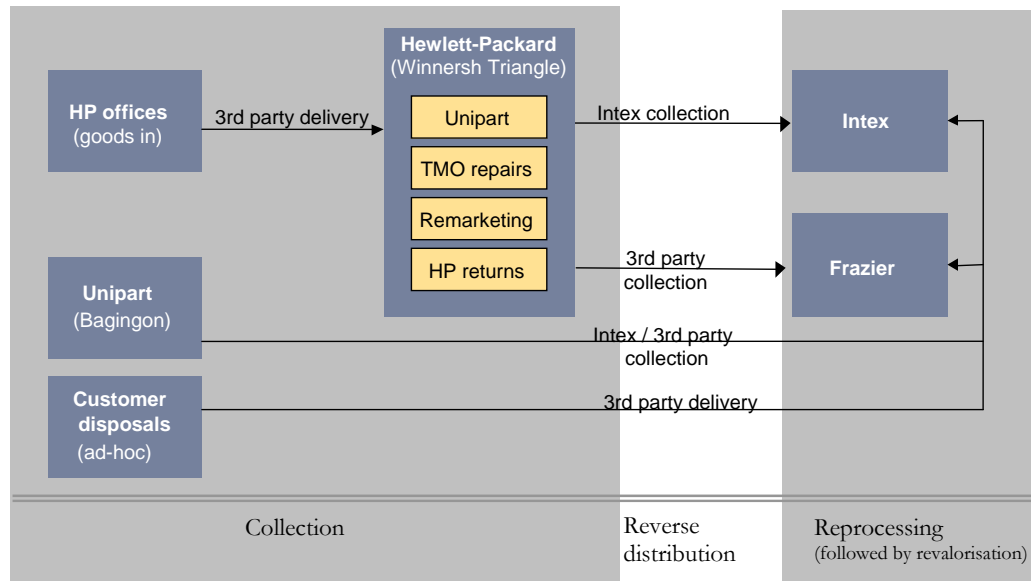 Hewlett-Packard
(Winnersh Triangle)
HP offices
(goods in)
3rd party delivery
Unipart
TMO repairs
Remarketing
HP returns
Intex collection
Intex
3rd party
collection
Frazier
Unipart
(Bagingon)
Intex / 3rd party
collection
Customer
disposals
(ad-hoc)
3rd party delivery
Collection
Reverse
distribution
Reprocessing
(followed by revalorisation)